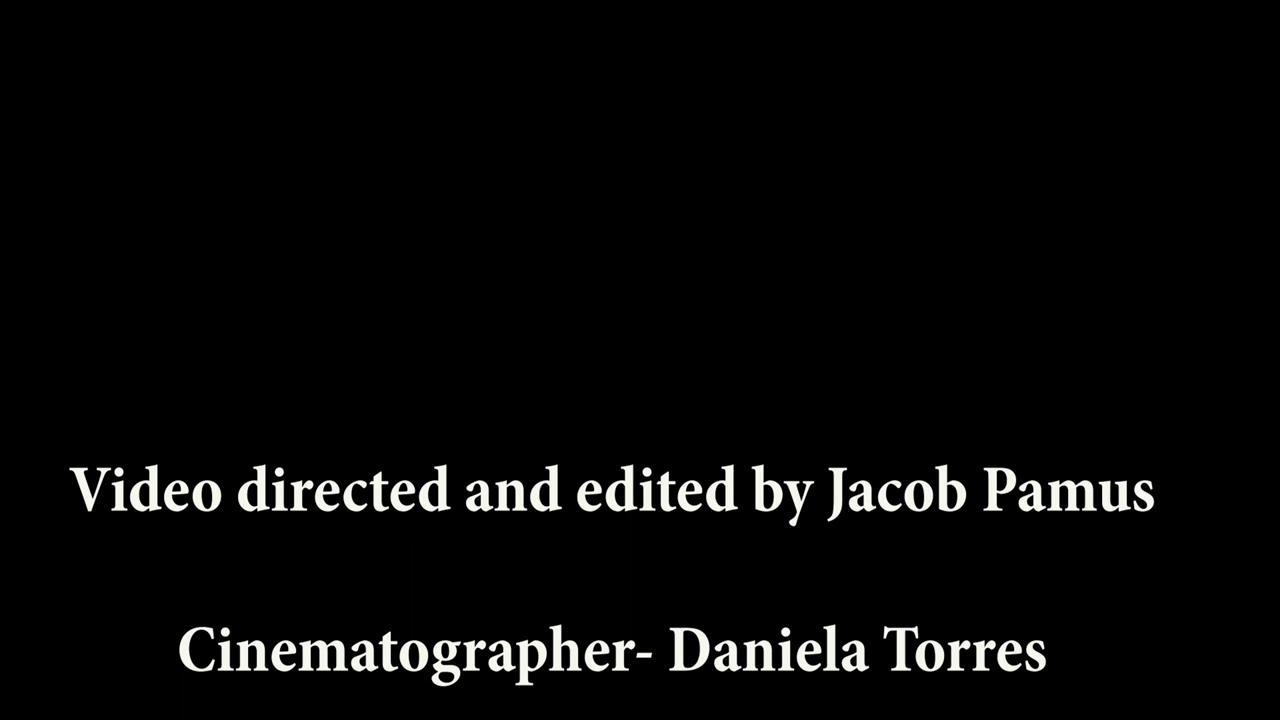 Video directed and edited by Jacob Pamus
Cinematographer- Daniela Torres